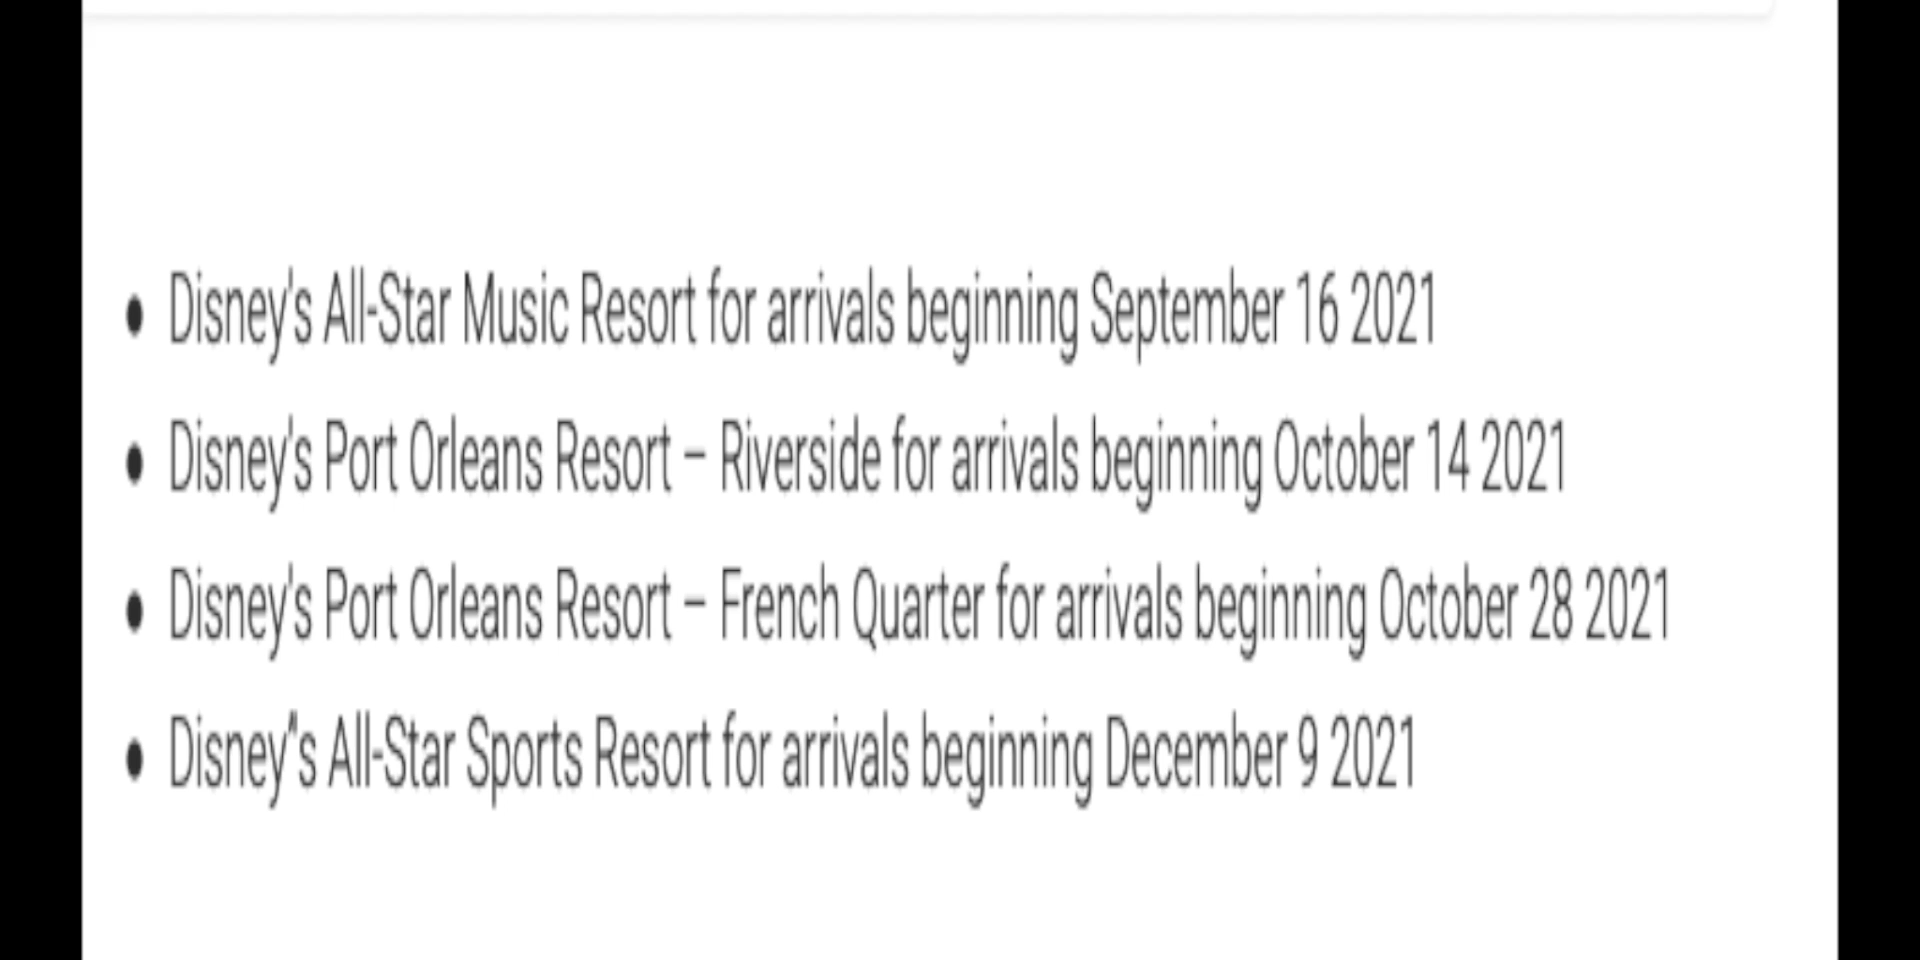 • Disney's All-Star Music Resort for arrivals beginning September 16 2021
• Disney's Port Orleans Resort – Riverside for arrivals beginning October 14 2021
• Disney's Port Orleans Resort – French Quarter for arrivals beginning October 28 2021
• Disney"s All-Star Sports Resort for arrivals beginning December 9 2021